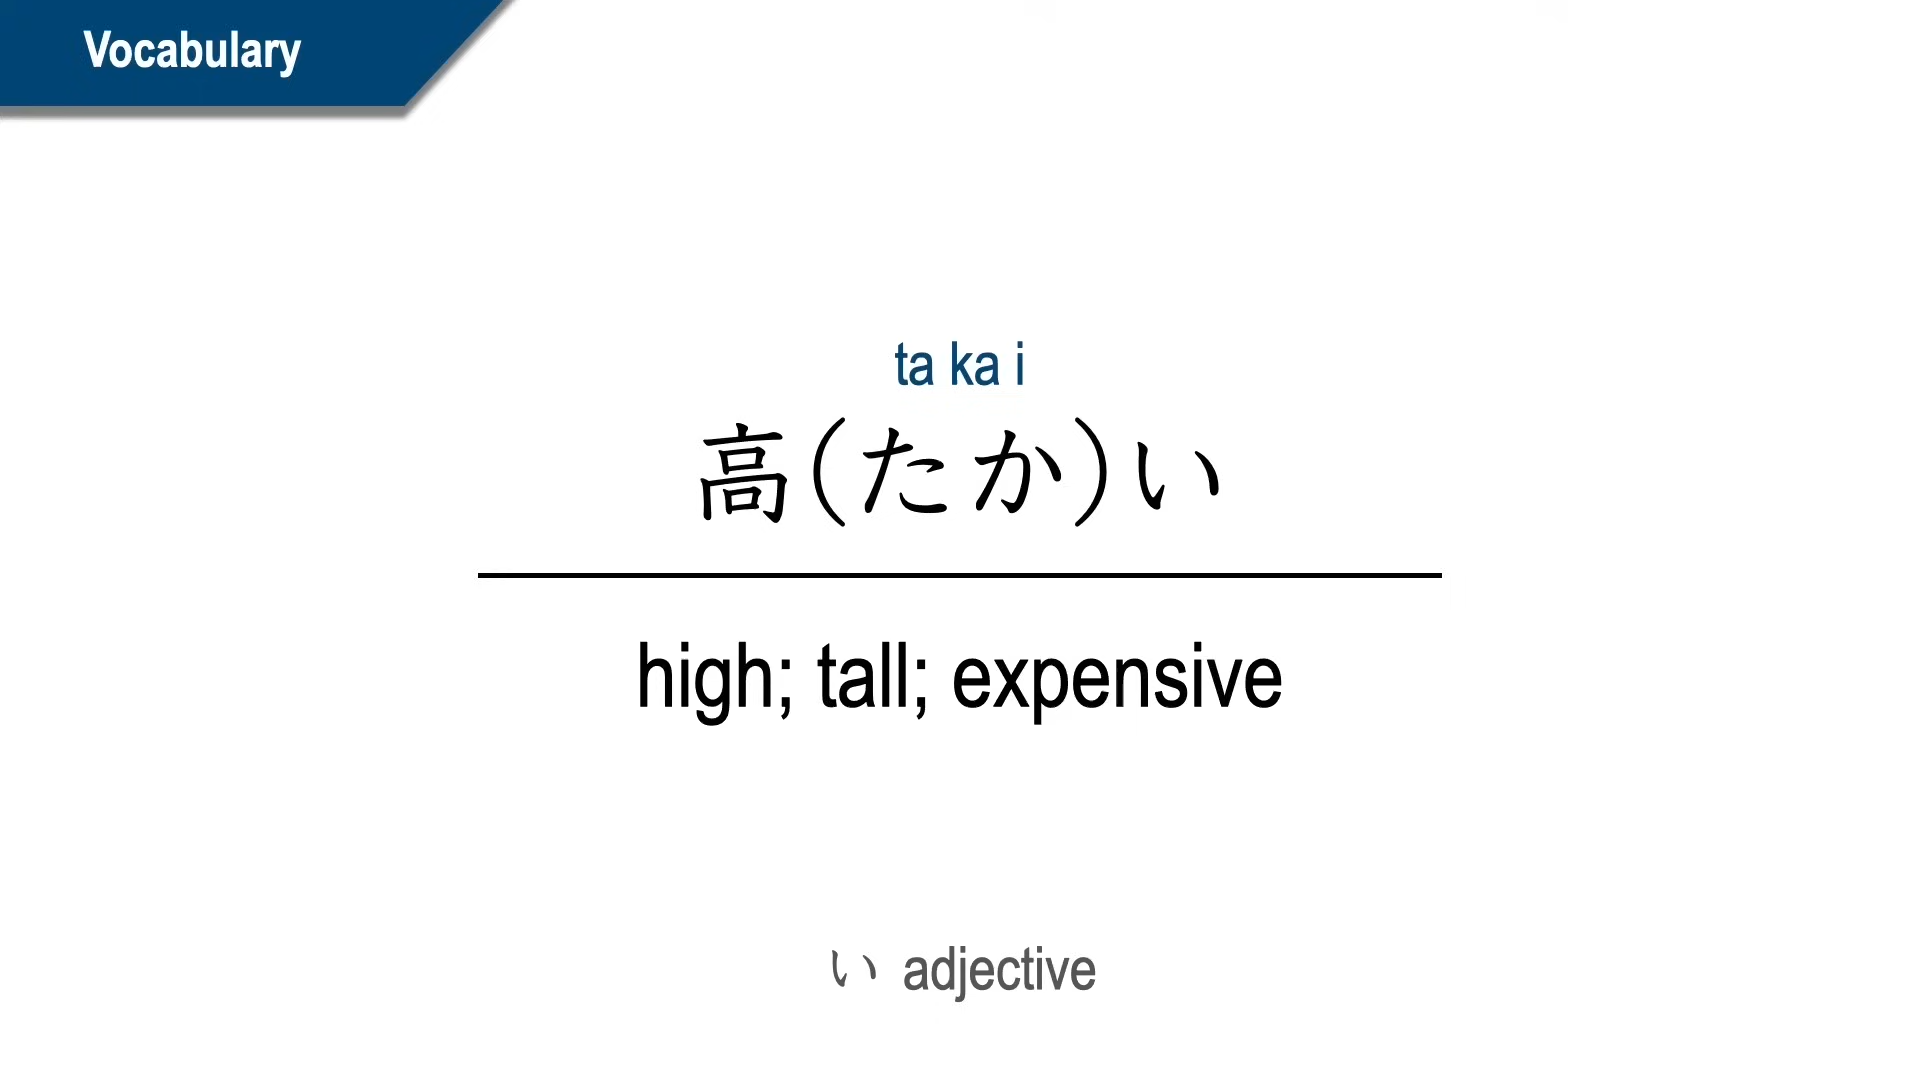 Vocabulary
ta ka i
高(たか)い
high; tall; expensive
い adjective